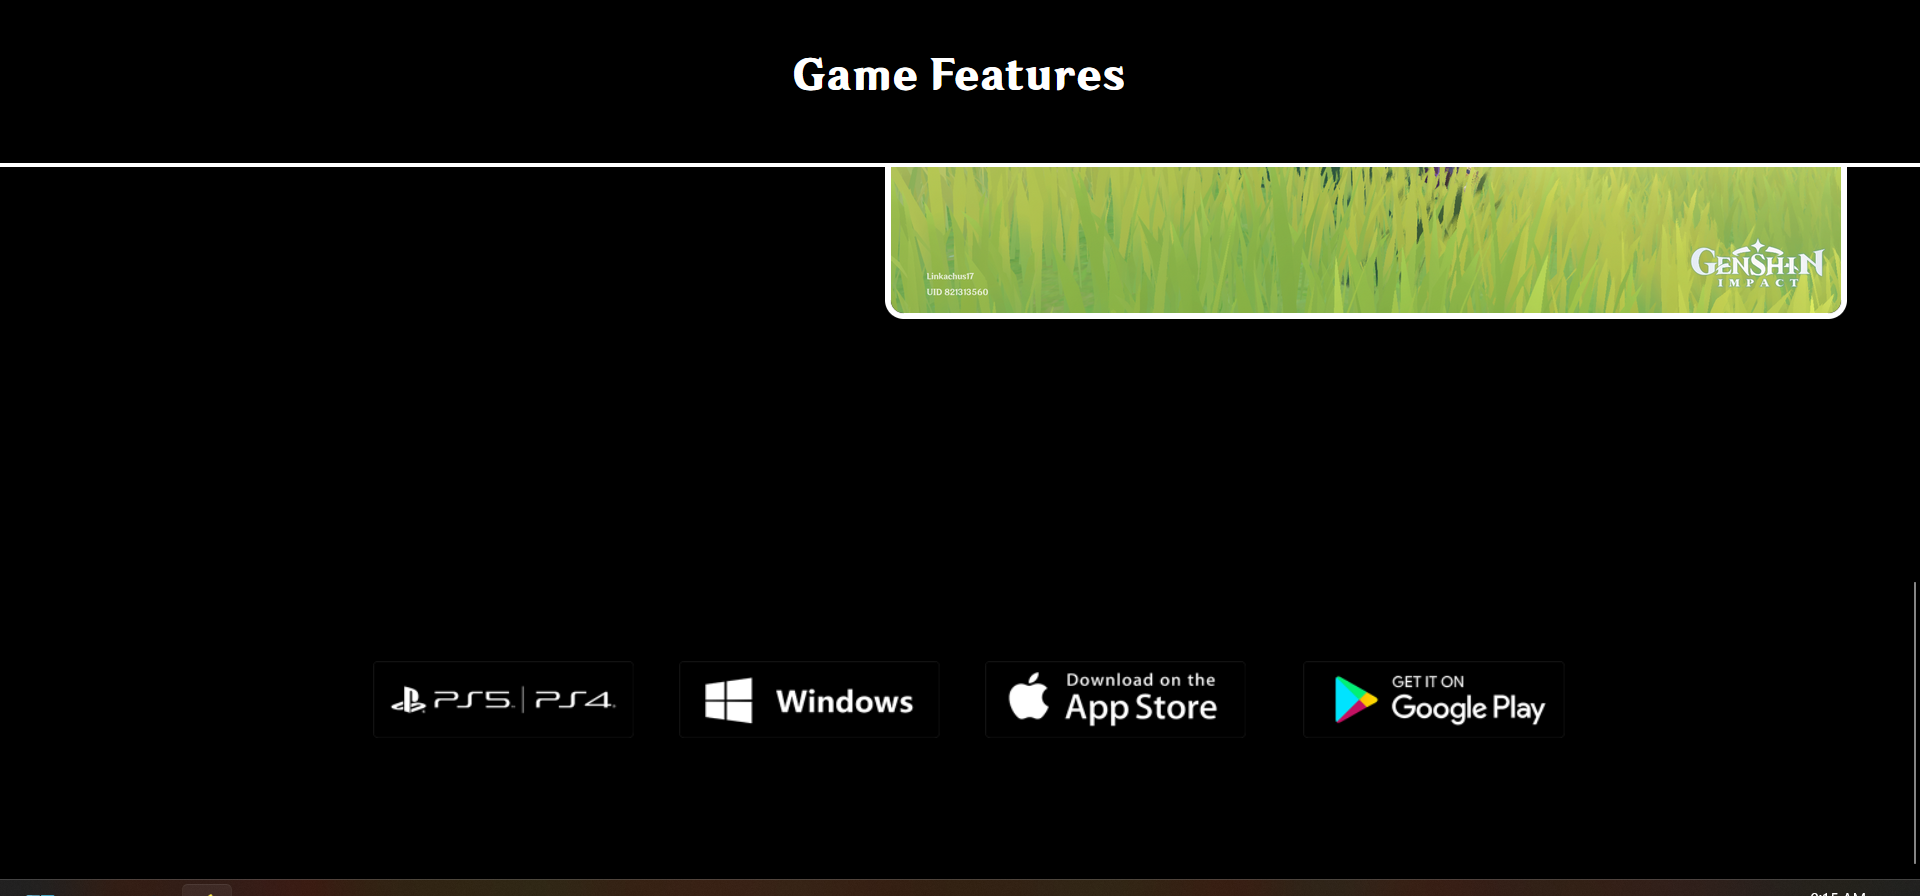 Game Features
Linkachus17
UID 821313560
GENSHIN
IMPACT
PS5 | PS4
Windows
Download on the
App Store
GET IT ON
Google Play